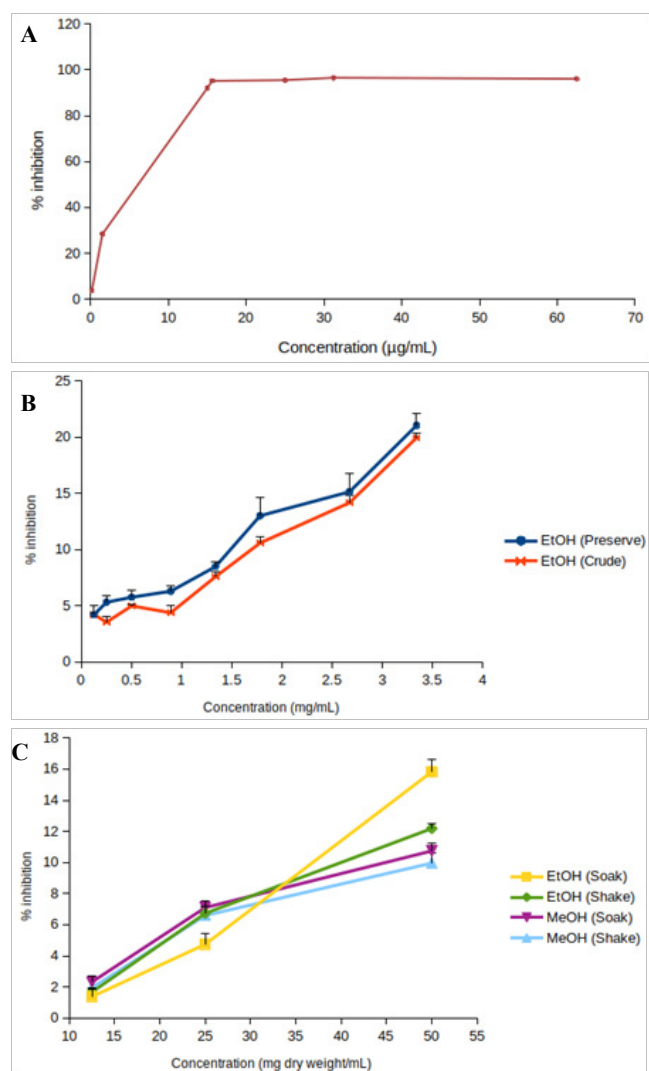 A
120
100
80
60
40
20
0
0 10 20 30 40 50 60 70
% inhibition
Concentration (µg/mL)
B
25
20
15
10
5
0
0 0.5 1 1.5 2 2.5 3 3.5 4
% inhibition
Concentration (mg/mL)
EtOH (Preserve)
EtOH (Crude)
C
18
16
14
12
10
8
6
4
2
0
10 15 20 25 30 35 40 45 50 55
% inhibition
Concentration (mg dry weight/mL)
EtOH (Soak)
EtOH (Shake)
MeOH (Soak)
MeOH (Shake)